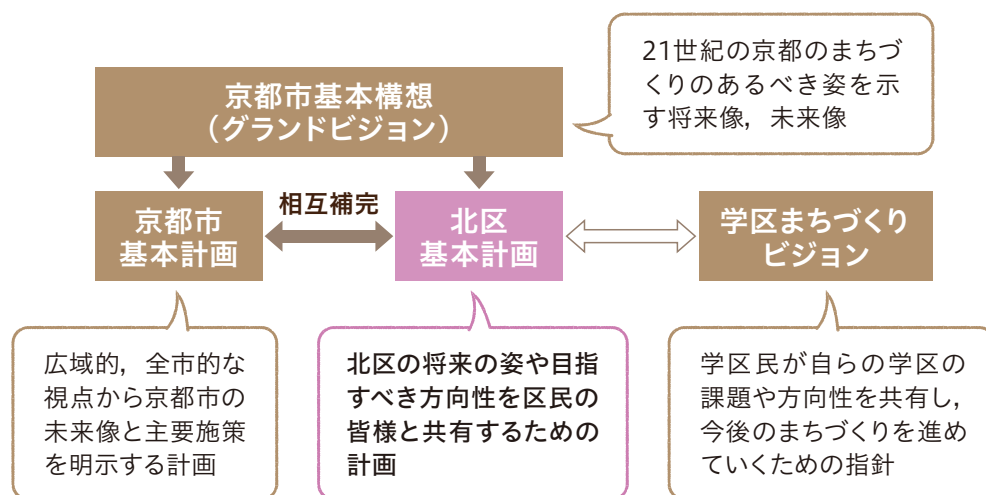 21世紀の京都のまちづ
くりのあるべき姿を示
す将来像，未来像
京都市基本構想
（グランドビジョン）
相互補完
京都市
基本計画
北区
基本計画
学区まちづくり
ビジョン
広域的，全市的な
視点から京都市の
未来像と主要施策
を明示する計画
北区の将来の姿や目指
すべき方向性を区民の
皆様と共有するための
計画
学区民が自らの学区の
課題や方向性を共有し，
今後のまちづくりを進め
ていくための指針